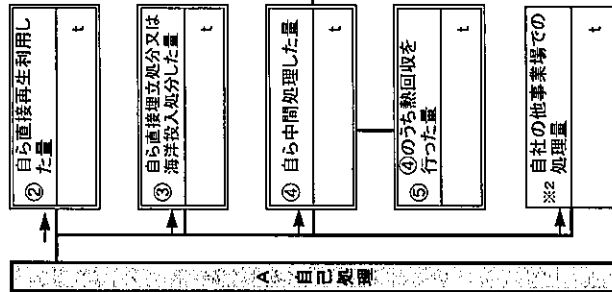 ② 自ら直接再生利用し
た量
t
③ 自ら直接埋立処分又は
海洋投入処分した量
t
④ 自ら中間処理した量
t
⑤ ④のうち熱回収を
行った量
t
※2 自社の他事業場での
処理量
t
A 自己処理